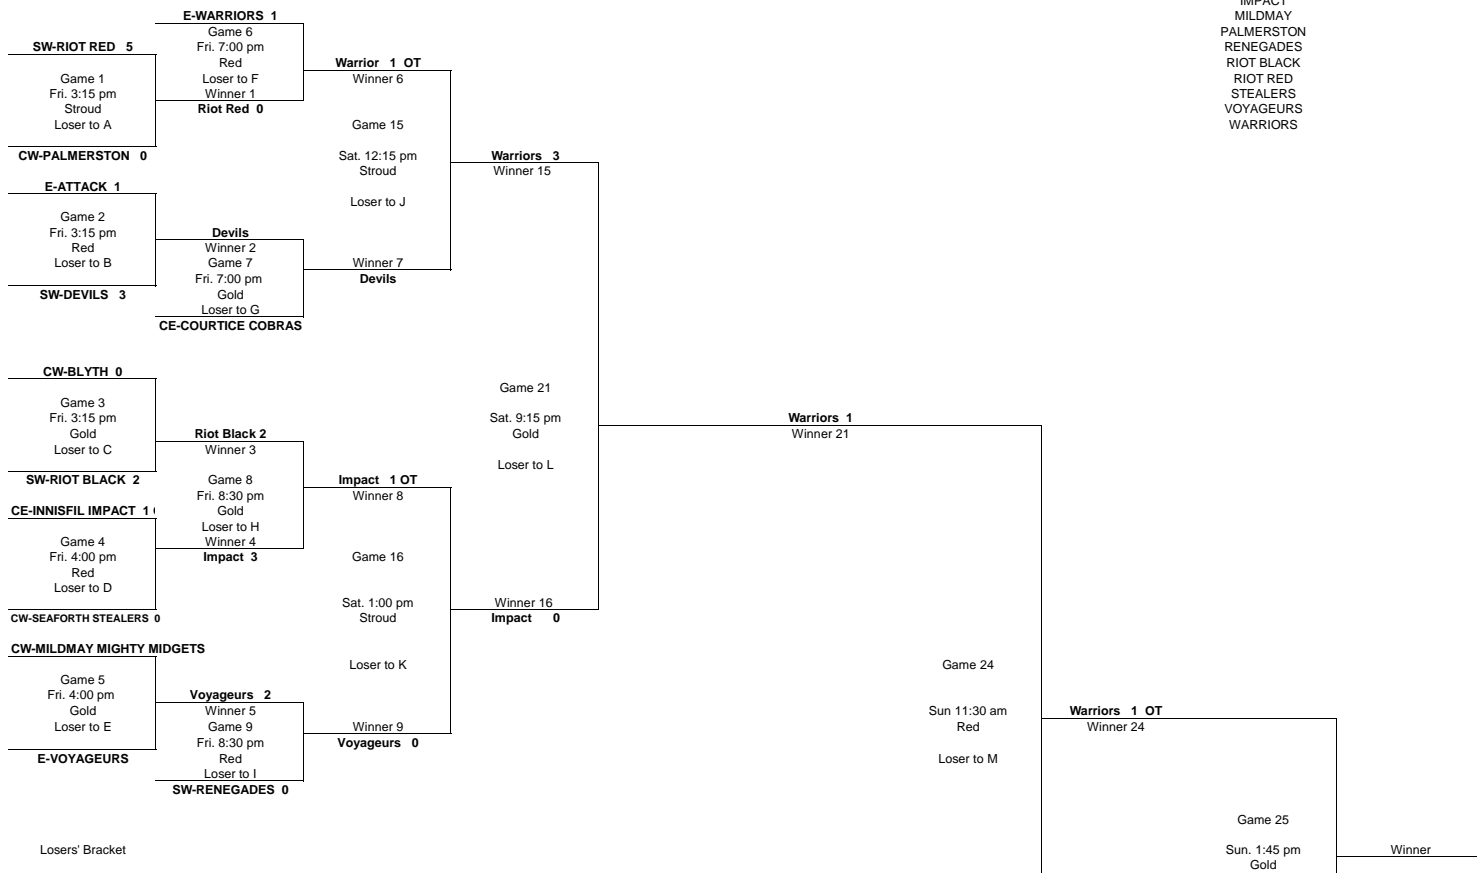 E-WARRIORS 1
Game 6
Fri. 7:00 pm
Red
Loser to F
Winner 1
Riot Red 0
SW-RIOT RED 5
Game 1
Fri. 3:15 pm
Stroud
Loser to A
CW-PALMERSTON 0
E-ATTACK 1
Game 2
Fri. 3:15 pm
Red
Loser to B
SW-DEVILS 3
Devils
Winner 2
Game 7
Fri. 7:00 pm
Gold
Loser to G
CE-COURTICE COBRAS
Warrior 1 OT
Winner 6
Game 15
Sat. 12:15 pm
Stroud
Loser to J
Winner 7
Devils
Warriors 3
Winner 15
CW-BLYTH 0
Game 3
Fri. 3:15 pm
Gold
Loser to C
SW-RIOT BLACK 2
Riot Black 2
Winner 3
Game 8
Fri. 8:30 pm
Gold
Loser to H
Winner 4
Impact 3
CE-INNISFIL IMPACT 1
Game 4
Fri. 4:00 pm
Red
Loser to D
CW-SEAFORTH STEALERS 0
Impact 1 OT
Winner 8
Game 16
Sat. 1:00 pm
Stroud
Loser to K
Winner 9
Voyageurs 0
CW-MILDMAY MIGHTY MIDGETS
Game 5
Fri. 4:00 pm
Gold
Loser to E
E-VOYAGEURS
Voyageurs 2
Winner 5
Game 9
Fri. 8:30 pm
Red
Loser to I
SW-RENEGADES 0
Game 21
Sat. 9:15 pm
Gold
Loser to L
Winner 16
Impact 0
Warriors 1
Winner 21
Game 24
Sun 11:30 am
Red
Loser to M
Warriors 1 OT
Winner 24
Game 25
Sun. 1:45 pm
Gold
Winner
Losers' Bracket
IMPACT
MILDMAY
PALMERSTON
RENEGADES
RIOT BLACK
RIOT RED
STEALERS
VOYAGEURS
WARRIORS